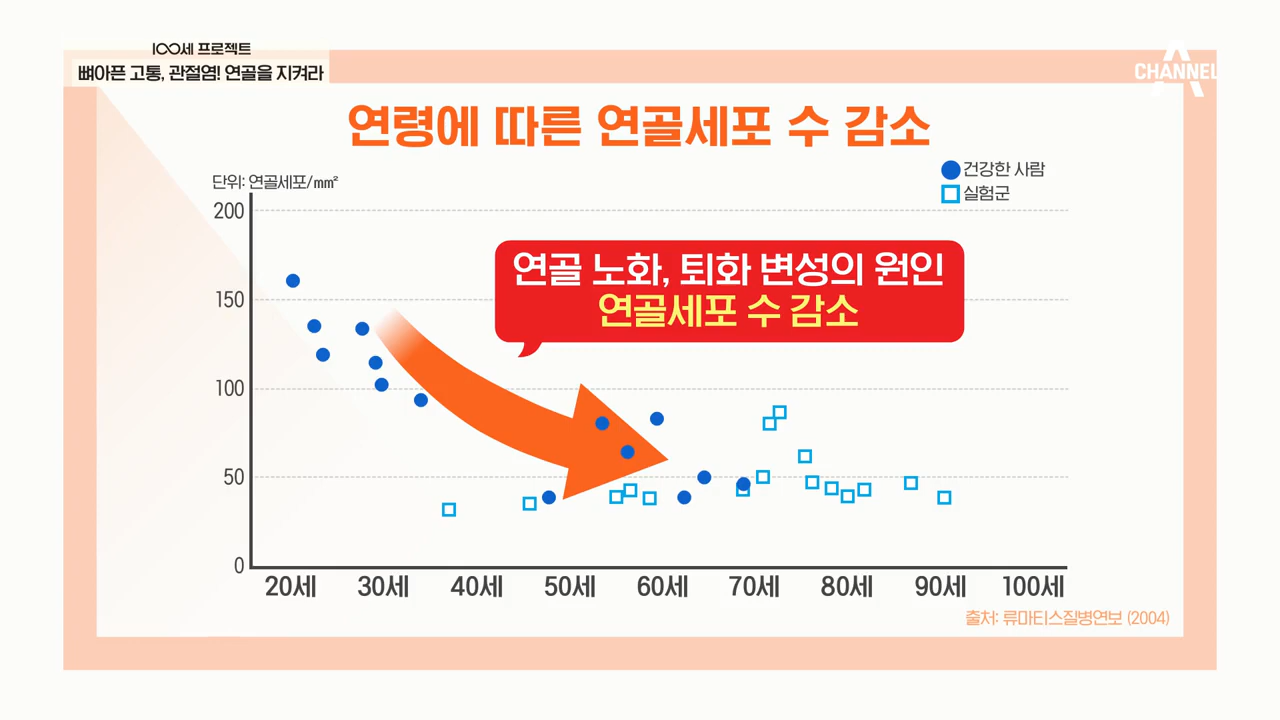 100세 프로젝트
뼈아픈 고통, 관절염! 연골을 지켜라
CHANNEL A
연령에 따른 연골세포 수 감소
단위: 연골세포/㎟
건강한 사람
실험군
연골 노화, 퇴화 변성의 원인
연골세포 수 감소
200
150
100
50
0
20세 30세 40세 50세 60세 70세 80세 90세 100세
출처: 류마티스질병연보 (2004)